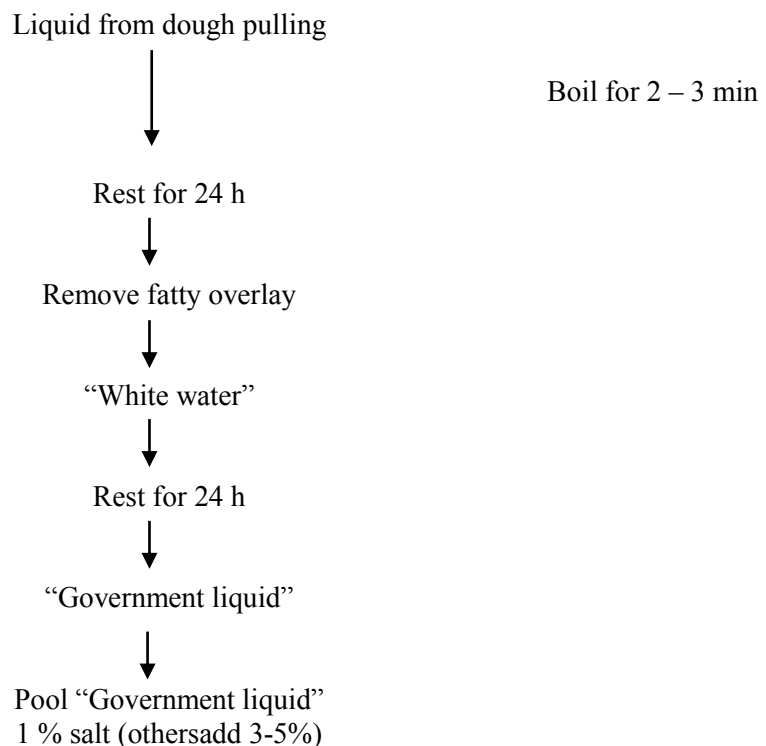 Liquid from dough pulling
Boil for 2 – 3 min
Rest for 24 h
Remove fatty overlay
“White water”
Rest for 24 h
“Government liquid”
Pool “Government liquid”
1 % salt (othersadd 3-5%)